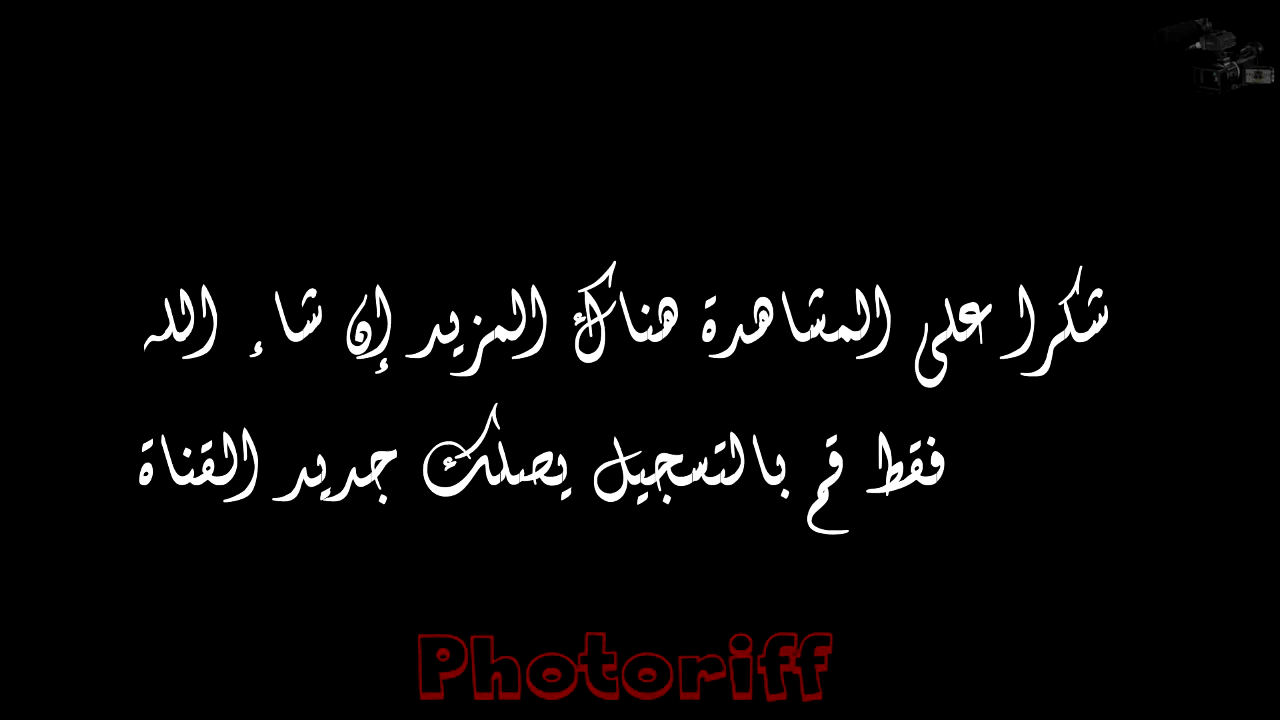 شكرا على المشاهدة هناك المزيد إن شاء الله
فقط قم بالتسجيل يصلك جديد القناة
Photoriff